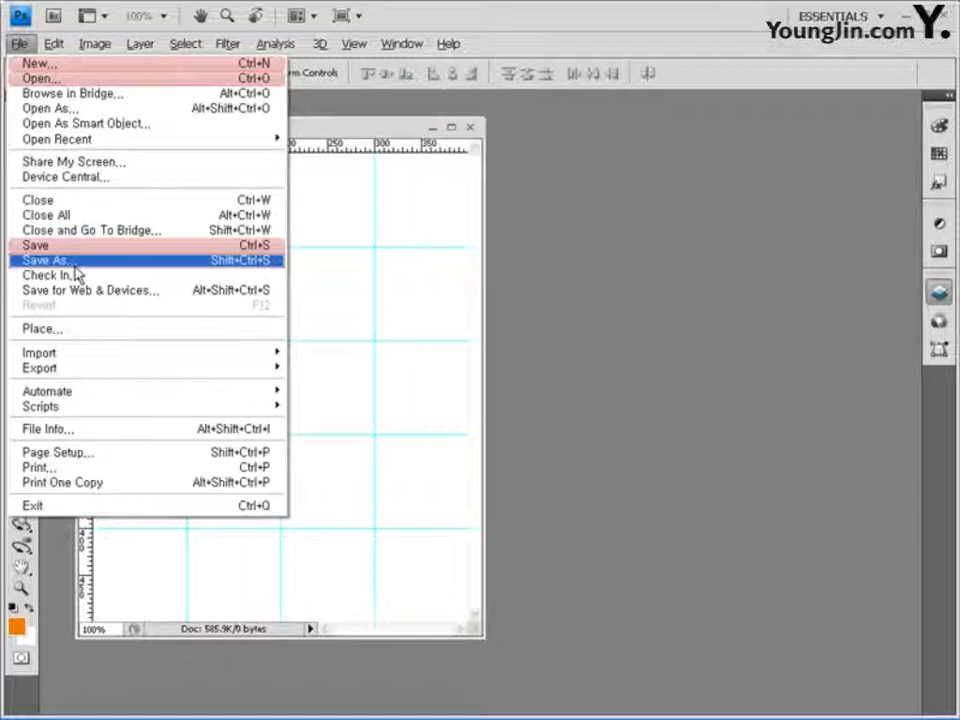 Ps Br 100% ESSENTIALS
YoungJin.com Y.
File Edit Image Layer Select Filter Analysis 3D View Window Help
rm Controls
New... Ctrl+N
Open... Ctrl+O
Browse in Bridge... Alt+Ctrl+O
Open As... Alt+Shift+Ctrl+O
Open As Smart Object...
Open Recent
Share My Screen...
Device Central...
Close Ctrl+W
Close All Alt+Ctrl+W
Close and Go To Bridge... Shift+Ctrl+W
Save Ctrl+S
Save As... Shift+Ctrl+S
Check In...
Save for Web & Devices... Alt+Shift+Ctrl+S
Revert F12
Place...
Import
Export
Automate
Scripts
File Info... Alt+Shift+Ctrl+I
Page Setup... Shift+Ctrl+P
Print... Ctrl+P
Print One Copy Alt+Shift+Ctrl+P
Exit Ctrl+Q
250 300 350
400
450
100% Doc: 585.9K/0 bytes